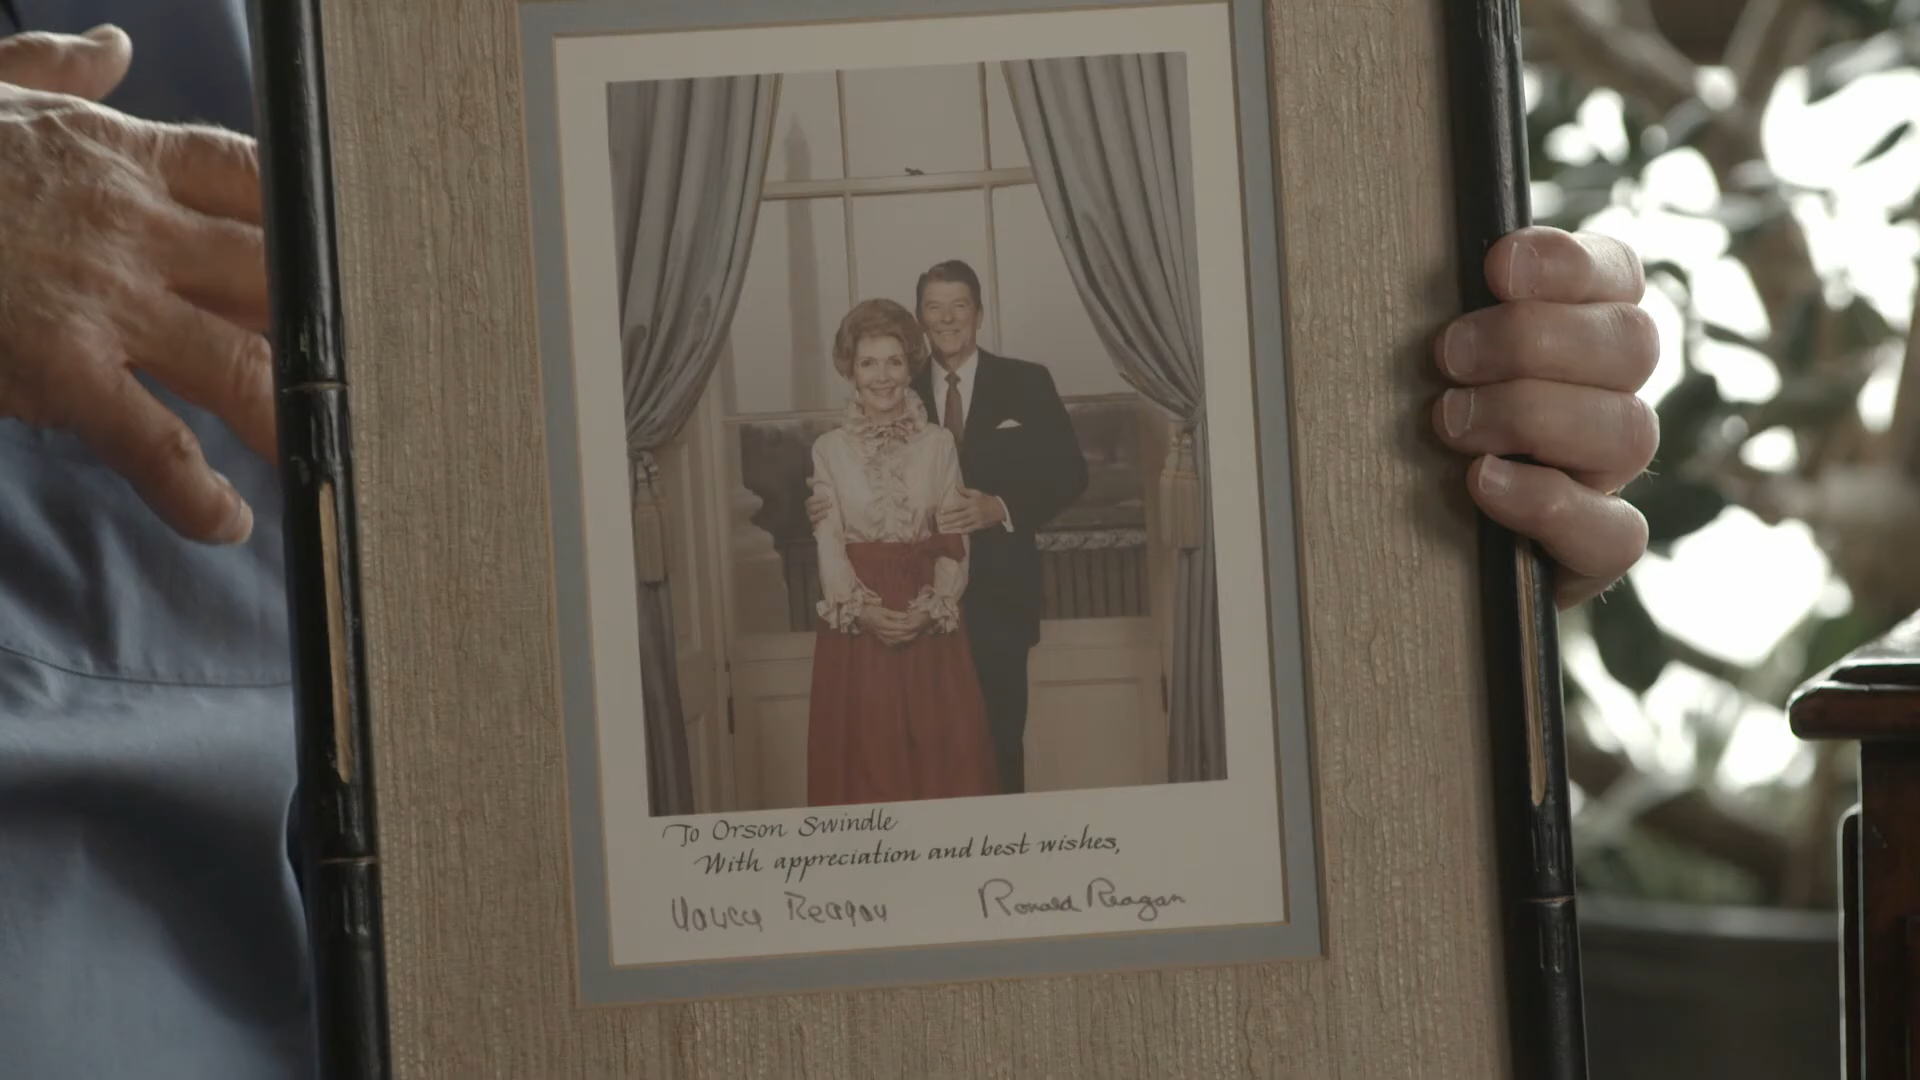 To Orson Swindle
With appreciation and best wishes,
Nancy Reagan Ronald Reagan